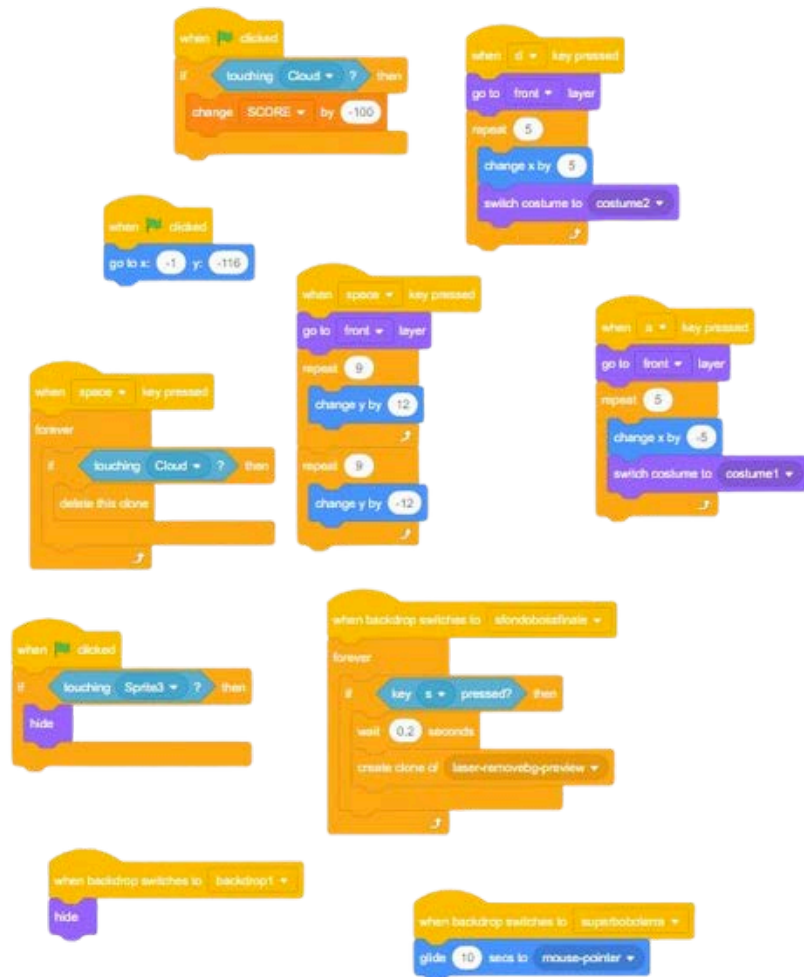 when clicked
if touching Cloud ? then
change SCORE by -100
when d key pressed
go to front layer
repeat 5
change x by 5
switch costume to costume2
when clicked
go to x: -1 y: -116
when space key pressed
go to front layer
repeat 9
change y by 12
repeat 9
change y by -12
when a key pressed
go to front layer
repeat 5
change x by -5
switch costume to costume1
when space key pressed
forever
if touching Cloud ? then
delete this clone
when clicked
if touching Sprite3 ? then
hide
when backdrop switches to
forever
if key s pressed? then
wait 0.2 seconds
create clone of laser-removebg-preview
when backdrop switches to backdrop1
hide
when backdrop switches to
glide 10 secs to mouse-pointer